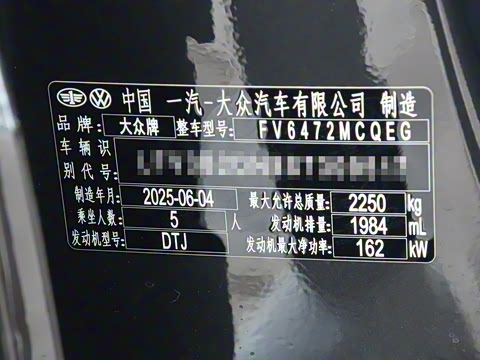 中国 一汽-大众汽车有限公司 制造
品牌: 大众牌 整车型号: FV6472MCQEG
车辆识
别代号:
制造年月: 2025-06-04 最大允许总质量: 2250 kg
乘坐人数: 5 人 发动机排量: 1984 mL
发动机型号: DTJ 发动机最大净功率: 162 kW